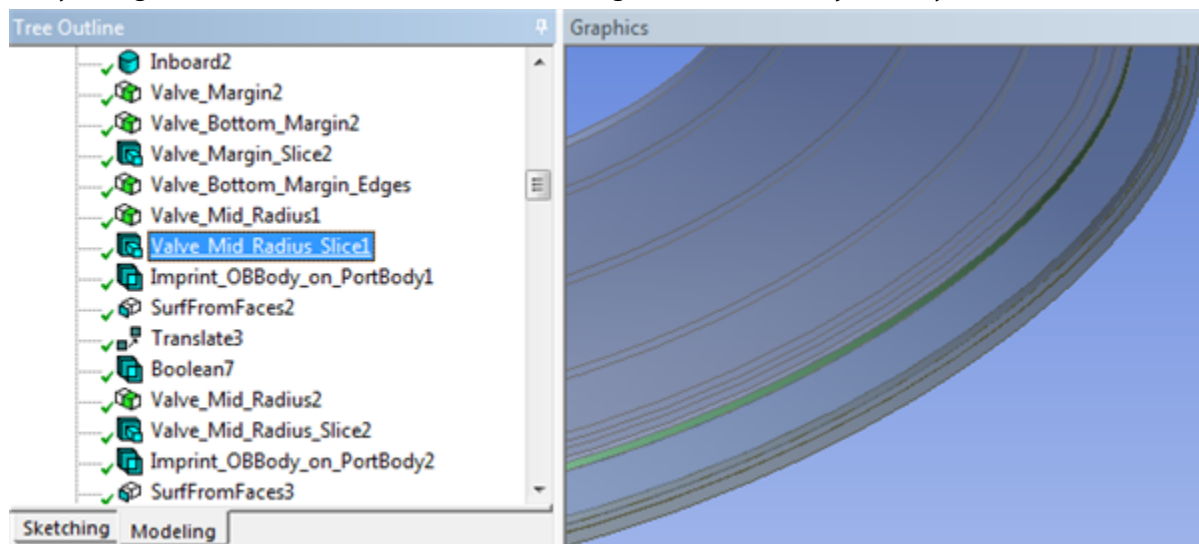 Tree Outline
Graphics
Inboard2
Valve_Margin2
Valve_Bottom_Margin2
Valve_Margin_Slice2
Valve_Bottom_Margin_Edges
Valve_Mid_Radius1
Valve_Mid_Radius_Slice1
Imprint_OBBody_on_PortBody1
SurfFromFaces2
Translate3
Boolean7
Valve_Mid_Radius2
Valve_Mid_Radius_Slice2
Imprint_OBBody_on_PortBody2
SurfFromFaces3
Sketching Modeling